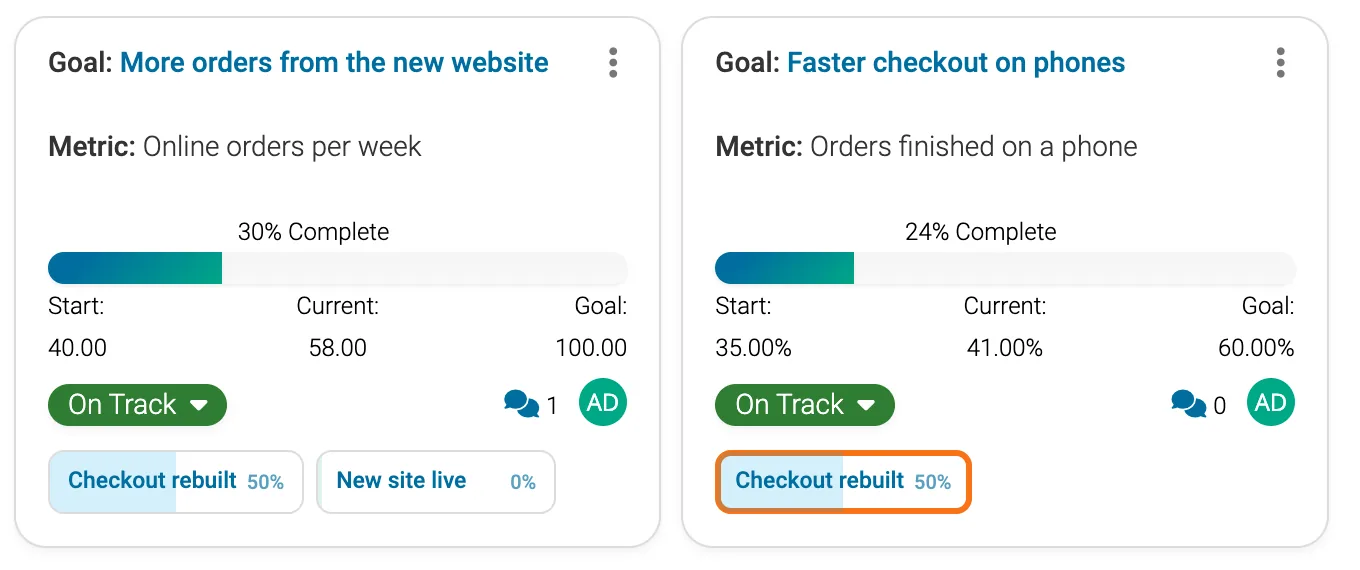 Goal: More orders from the new website
Metric: Online orders per week
30% Complete
Start: Current: Goal:
40.00 58.00 100.00
On Track 1 AD
Checkout rebuilt 50% New site live 0%
Goal: Faster checkout on phones
Metric: Orders finished on a phone
24% Complete
Start: Current: Goal:
35.00% 41.00% 60.00%
On Track 0 AD
Checkout rebuilt 50%